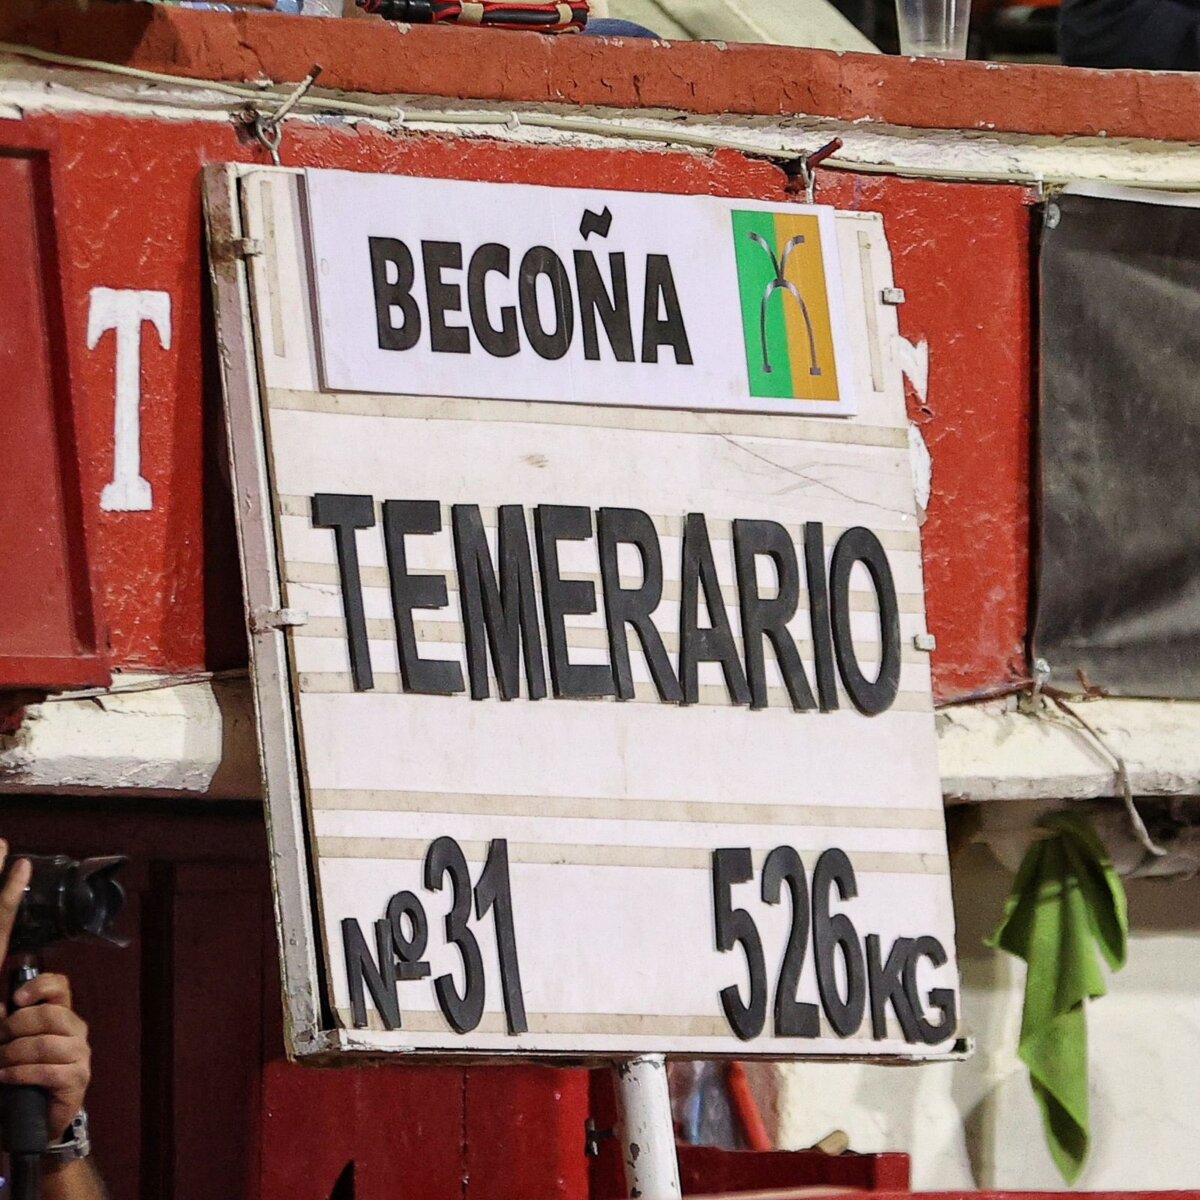 BEGOÑA
T
TEMERARIO
Nº31 526KG